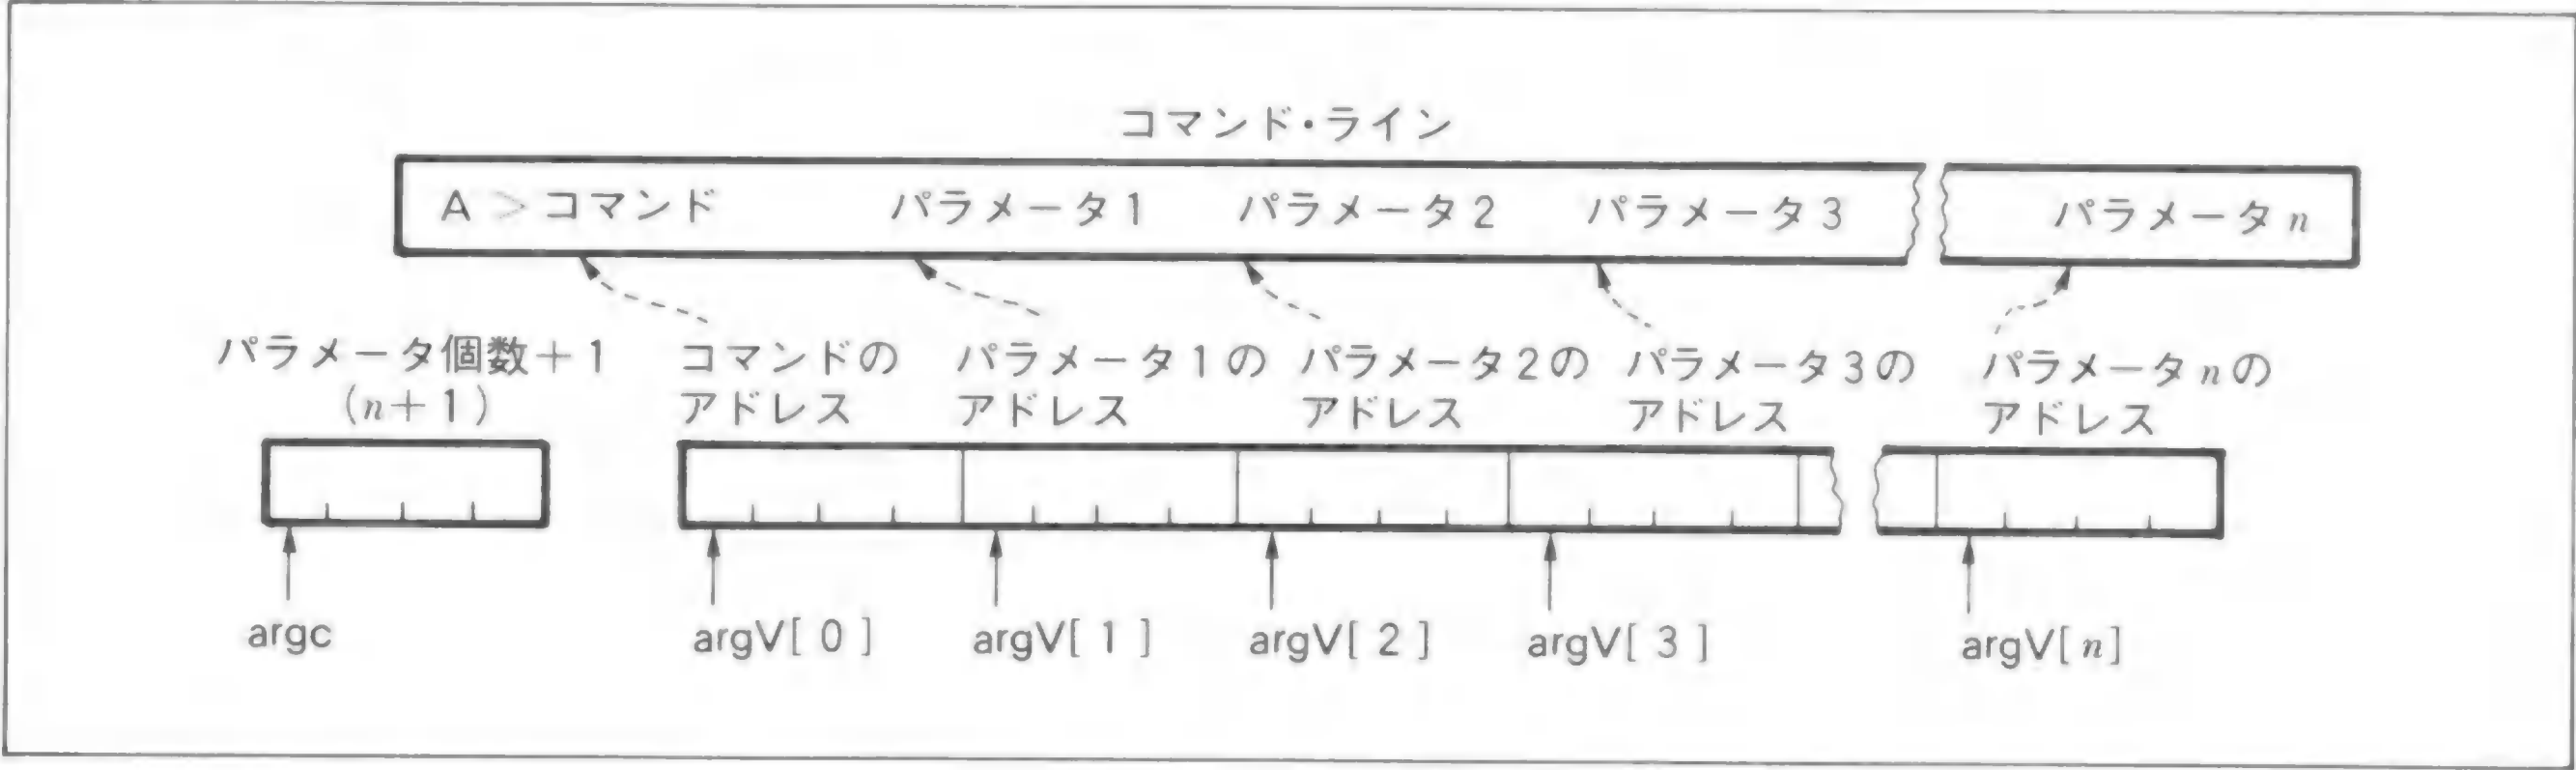 コマンド・ライン
A＞コマンド　パラメータ1　パラメータ2　パラメータ3　パラメータn
パラメータ個数＋1
(n＋1)
コマンドの
アドレス
パラメータ1の
アドレス
パラメータ2の
アドレス
パラメータ3の
アドレス
パラメータnの
アドレス
argc
argV[ 0 ]
argV[ 1 ]
argV[ 2 ]
argV[ 3 ]
argV[ n ]